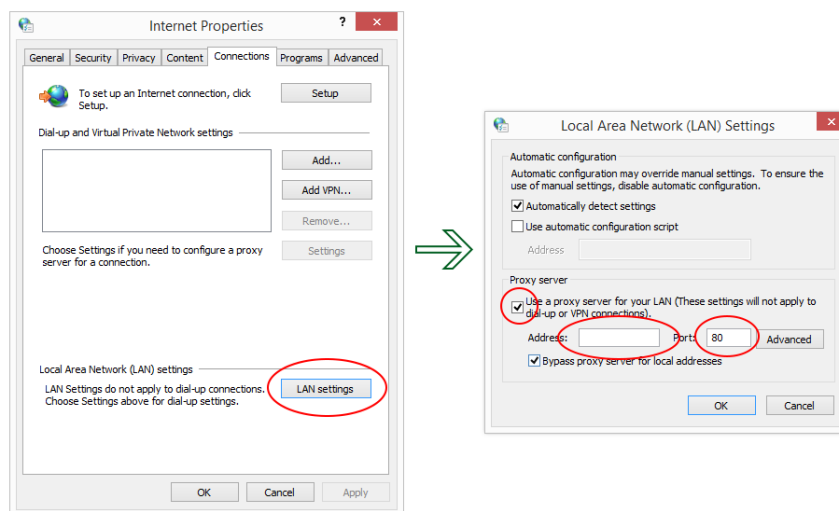 Internet Properties
?
×
General Security Privacy Content Connections Programs Advanced
To set up an Internet connection, click
Setup.
Setup
Dial-up and Virtual Private Network settings
Add...
Add VPN...
Remove...
Choose Settings if you need to configure a proxy
server for a connection.
Settings
Local Area Network (LAN) settings
LAN Settings do not apply to dial-up connections.
Choose Settings above for dial-up settings.
LAN settings
OK Cancel Apply
Local Area Network (LAN) Settings
×
Automatic configuration
Automatic configuration may override manual settings. To ensure the
use of manual settings, disable automatic configuration.
Automatically detect settings
Use automatic configuration script
Address
Proxy server
Use a proxy server for your LAN (These settings will not apply to
dial-up or VPN connections).
Address: Port: 80 Advanced
Bypass proxy server for local addresses
OK Cancel